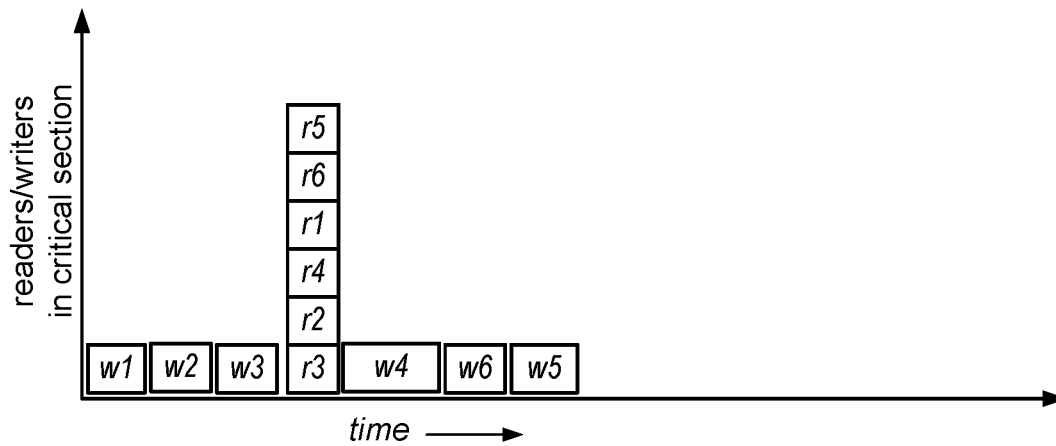 readers/writers
in critical section
r5
r6
r1
r4
r2
w1 w2 w3 r3 w4 w6 w5
time